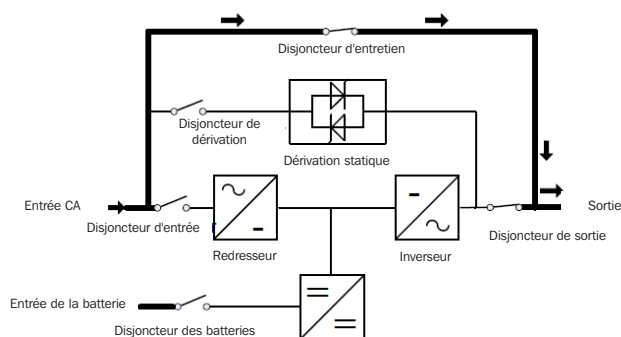 Disjoncteur d'entretien
Disjoncteur de
dérivation
Dérivation statique
Entrée CA
Sortie
Disjoncteur d'entrée
Disjoncteur de sortie
Redresseur
Inverseur
Entrée de la batterie
Disjoncteur des batteries